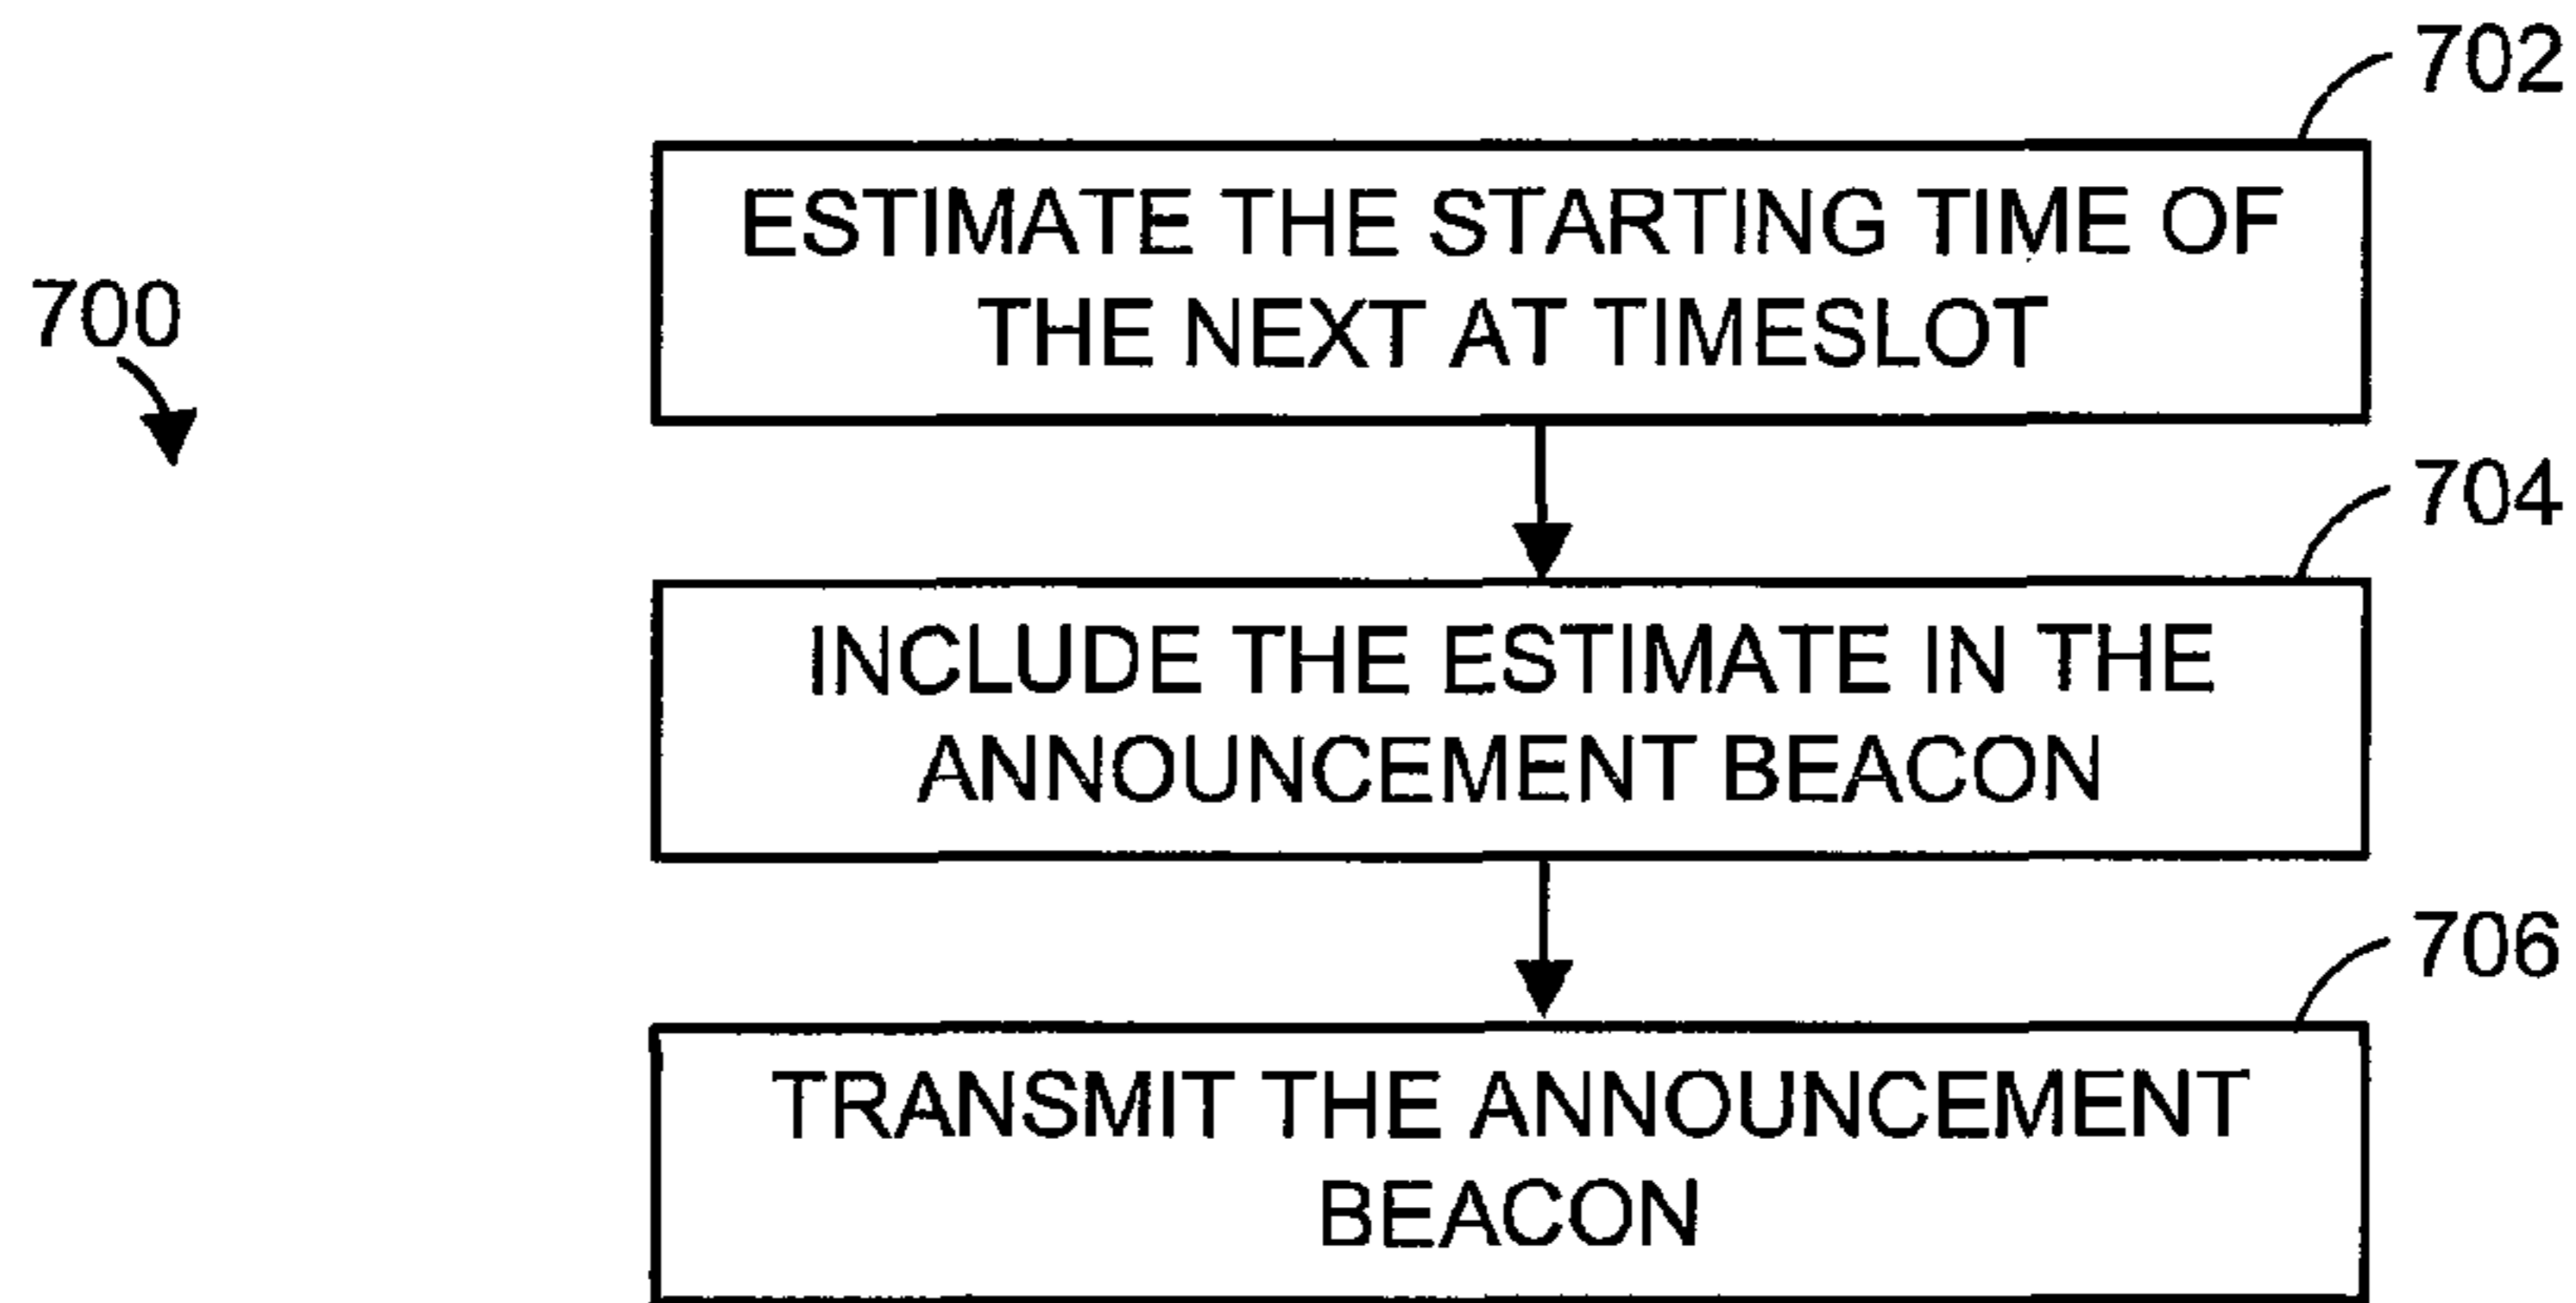 702
ESTIMATE THE STARTING TIME OF
THE NEXT AT TIMESLOT
700
704
INCLUDE THE ESTIMATE IN THE
ANNOUNCEMENT BEACON
706
TRANSMIT THE ANNOUNCEMENT
BEACON